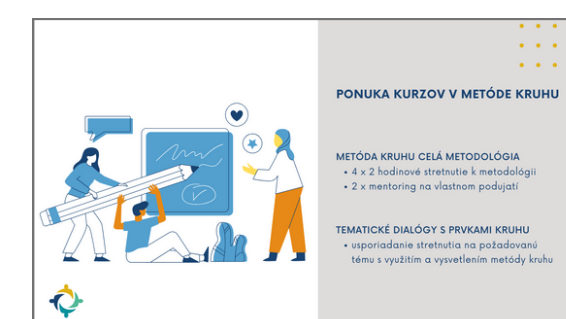 PONUKA KURZOV V METÓDE KRUHU
METÓDA KRUHU CELÁ METODOLÓGIA
• 4 x 2 hodinové stretnutie k metodológii
• 2 x mentoring na vlastnom podujatí
TEMATICKÉ DIALÓGY S PRVKAMI KRUHU
• usporiadanie stretnutia na požadovanú
tému s využitím a vysvetlením metódy kruhu